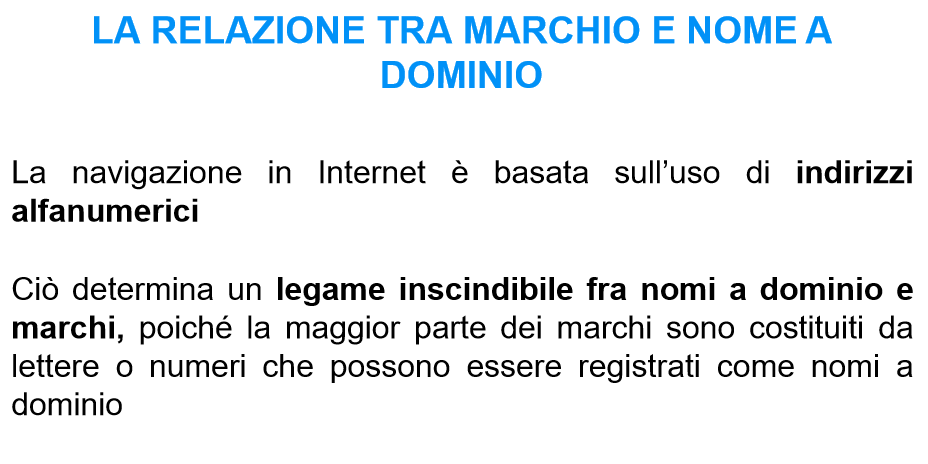 LA RELAZIONE TRA MARCHIO E NOME A
DOMINIO
La navigazione in Internet è basata sull’uso di indirizzi
alfanumerici
Ciò determina un legame inscindibile fra nomi a dominio e
marchi, poiché la maggior parte dei marchi sono costituiti da
lettere o numeri che possono essere registrati come nomi a
dominio